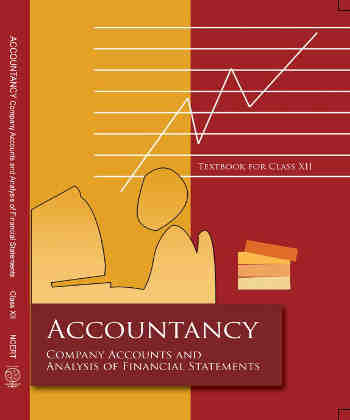 ACCOUNTANCY Company Accounts and Analysis of Financial Statements Class XII NCERT
TEXTBOOK FOR CLASS XII
ACCOUNTANCY
COMPANY ACCOUNTS AND
ANALYSIS OF FINANCIAL STATEMENTS